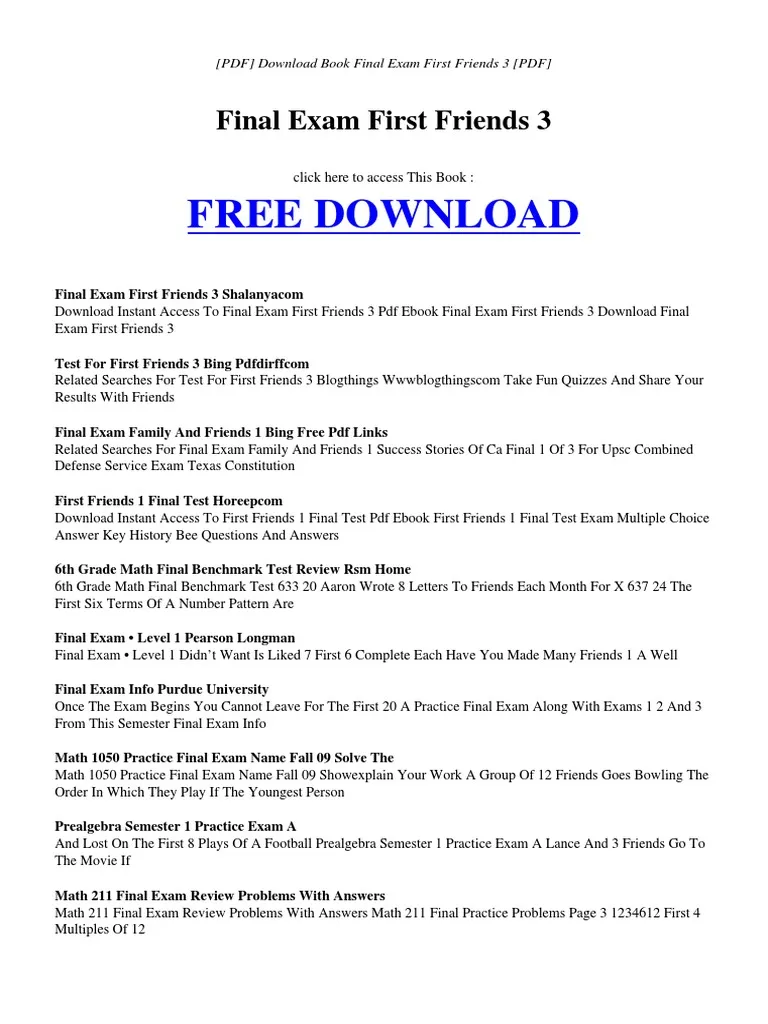 [PDF] Download Book Final Exam First Friends 3 [PDF]
Final Exam First Friends 3
click here to access This Book :
FREE DOWNLOAD
Final Exam First Friends 3 Shalanyacom
Download Instant Access To Final Exam First Friends 3 Pdf Ebook Final Exam First Friends 3 Download Final
Exam First Friends 3
Test For First Friends 3 Bing Pdfdirffcom
Related Searches For Test For First Friends 3 Blogthings Wwwblogthingscom Take Fun Quizzes And Share Your
Results With Friends
Final Exam Family And Friends 1 Bing Free Pdf Links
Related Searches For Final Exam Family And Friends 1 Success Stories Of Ca Final 1 Of 3 For Upsc Combined
Defense Service Exam Texas Constitution
First Friends 1 Final Test Horeepcom
Download Instant Access To First Friends 1 Final Test Pdf Ebook First Friends 1 Final Test Exam Multiple Choice
Answer Key History Bee Questions And Answers
6th Grade Math Final Benchmark Test Review Rsm Home
6th Grade Math Final Benchmark Test 633 20 Aaron Wrote 8 Letters To Friends Each Month For X 637 24 The
First Six Terms Of A Number Pattern Are
Final Exam • Level 1 Pearson Longman
Final Exam • Level 1 Didn't Want Is Liked 7 First 6 Complete Each Have You Made Many Friends 1 A Well
Final Exam Info Purdue University
Once The Exam Begins You Cannot Leave For The First 20 A Practice Final Exam Along With Exams 1 2 And 3
From This Semester Final Exam Info
Math 1050 Practice Final Exam Name Fall 09 Solve The
Math 1050 Practice Final Exam Name Fall 09 Showexplain Your Work A Group Of 12 Friends Goes Bowling The
Order In Which They Play If The Youngest Person
Prealgebra Semester 1 Practice Exam A
And Lost On The First 8 Plays Of A Football Prealgebra Semester 1 Practice Exam A Lance And 3 Friends Go To
The Movie If
Math 211 Final Exam Review Problems With Answers
Math 211 Final Exam Review Problems With Answers Math 211 Final Practice Problems Page 3 1234612 First 4
Multiples Of 12